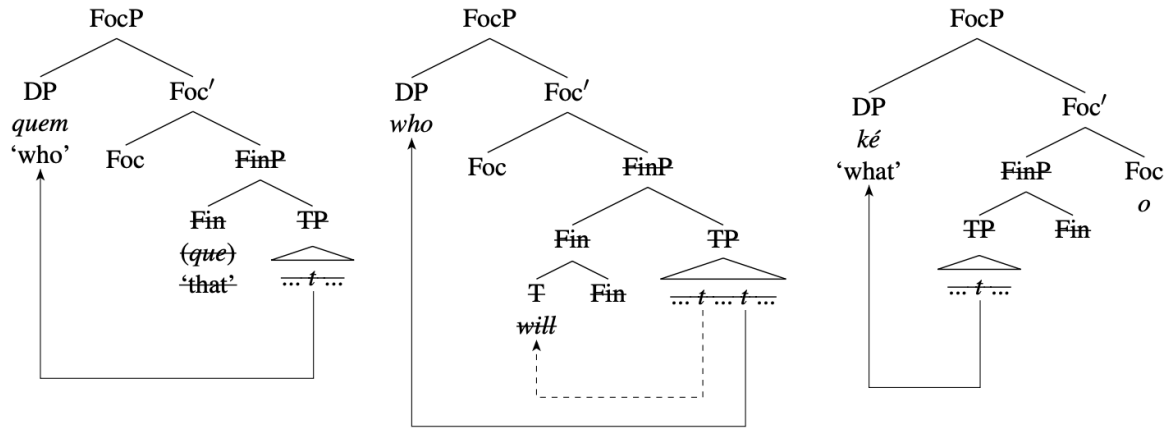 FocP FocP FocP
DP Foc′ DP Foc′ DP Foc′
quem who ké
‘who’ Foc FinP Foc FinP ‘what’ FinP Foc
o
Fin TP Fin TP TP Fin
(que)
‘that’ ... t ... T Fin ... t ... t ... ... t ...
will